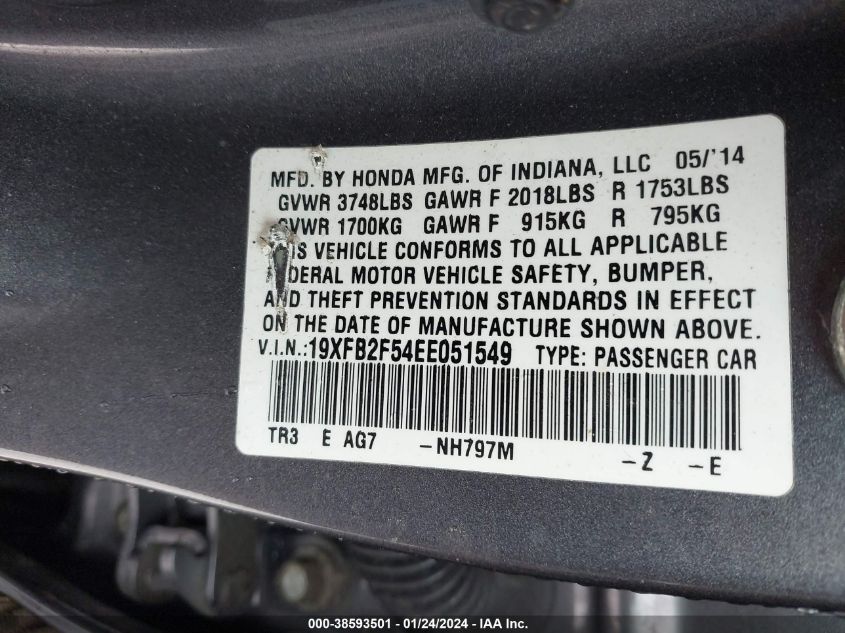 MFD. BY HONDA MFG. OF INDIANA, LLC 05/'14
GVWR 3748LBS GAWR F 2018LBS R 1753LBS
GVWR 1700KG GAWR F 915KG R 795KG
THIS VEHICLE CONFORMS TO ALL APPLICABLE
FEDERAL MOTOR VEHICLE SAFETY, BUMPER,
AND THEFT PREVENTION STANDARDS IN EFFECT
ON THE DATE OF MANUFACTURE SHOWN ABOVE.
V.I.N.:19XFB2F54EE051549 TYPE: PASSENGER CAR
TR3 E AG7 -NH797M -Z -E
000-38593501 / 01/24/2024 - IAA Inc.